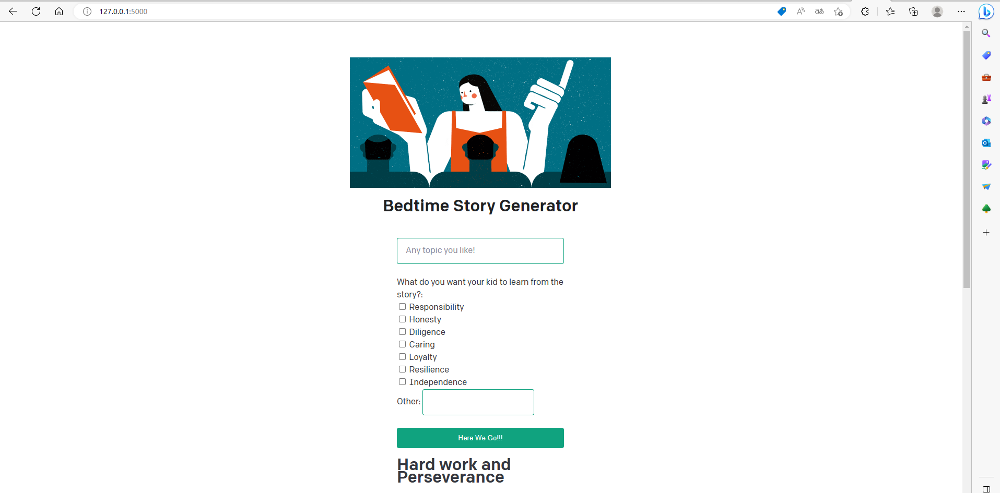 127.0.0.1:5000
Bedtime Story Generator
Any topic you like!
What do you want your kid to learn from the
story?:
Responsibility
Honesty
Diligence
Caring
Loyalty
Resilience
Independence
Other:
Here We Go!!!
Hard work and
Perseverance